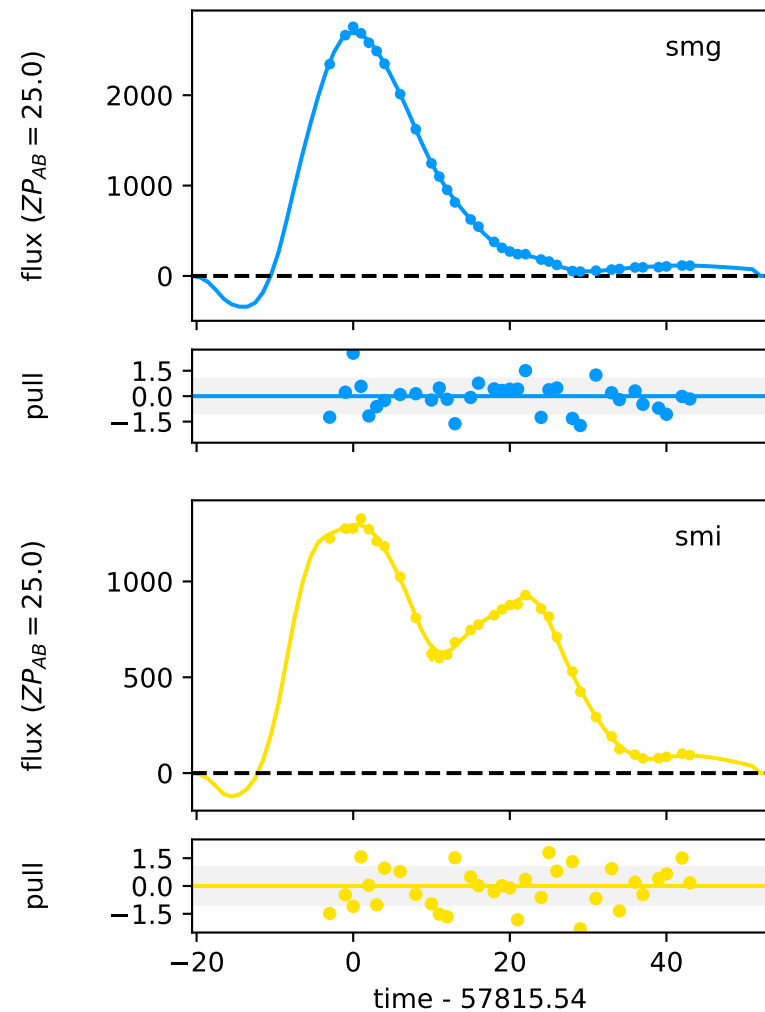 smg
flux (ZP_AB = 25.0)
2000
1000
0
pull
1.5
0.0
−1.5
smi
flux (ZP_AB = 25.0)
1000
500
0
pull
1.5
0.0
−1.5
−20 0 20 40
time - 57815.54